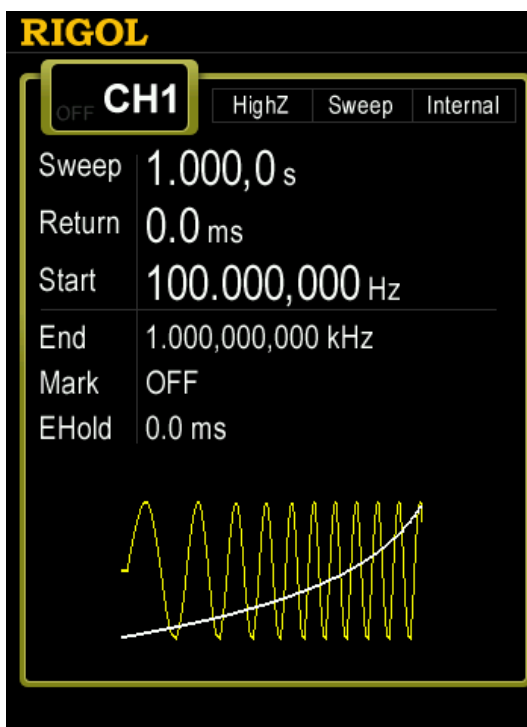 RIGOL
OFF CH1 HighZ Sweep Internal
Sweep 1.000,0 s
Return 0.0 ms
Start 100.000,000 Hz
End 1.000,000,000 kHz
Mark OFF
EHold 0.0 ms